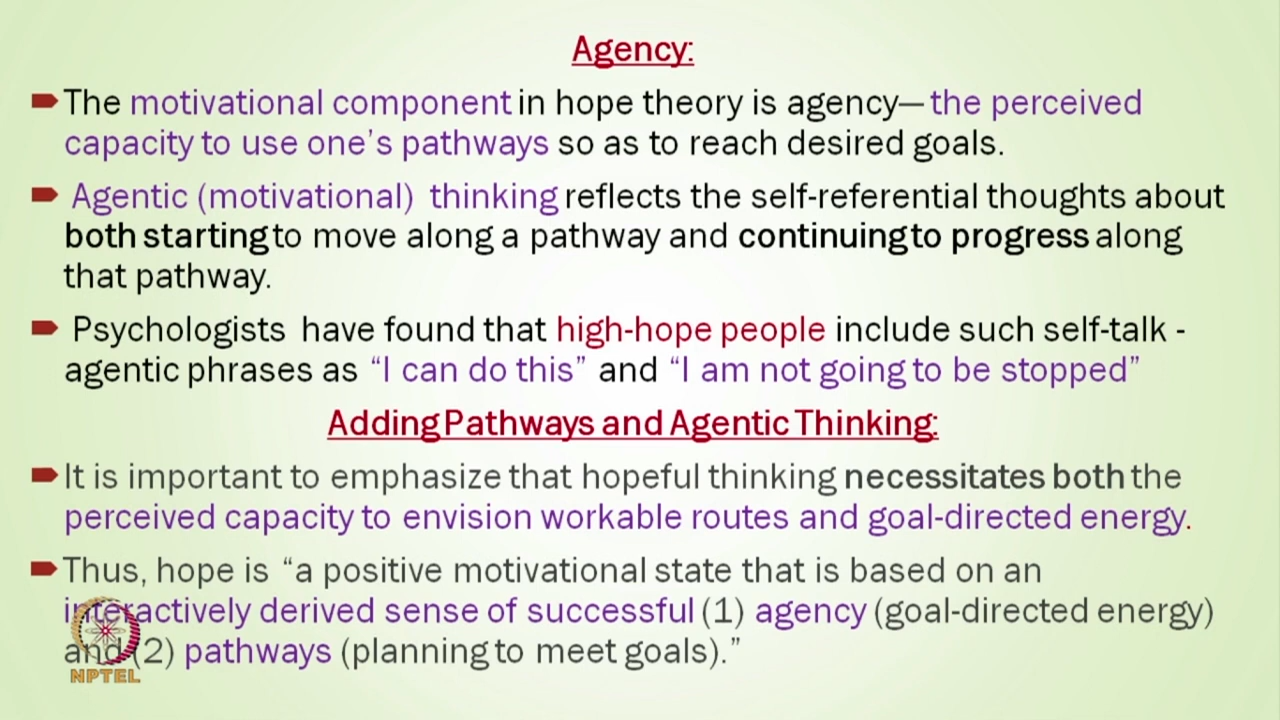 Agency:
The motivational component in hope theory is agency—the perceived
capacity to use one's pathways so as to reach desired goals.
Agentic (motivational) thinking reflects the self-referential thoughts about
both starting to move along a pathway and continuing to progress along
that pathway.
Psychologists have found that high-hope people include such self-talk -
agentic phrases as “I can do this” and “I am not going to be stopped”
Adding Pathways and Agentic Thinking:
It is important to emphasize that hopeful thinking necessitates both the
perceived capacity to envision workable routes and goal-directed energy.
Thus, hope is “a positive motivational state that is based on an
interactively derived sense of successful (1) agency (goal-directed energy)
and (2) pathways (planning to meet goals).”
NPTEL